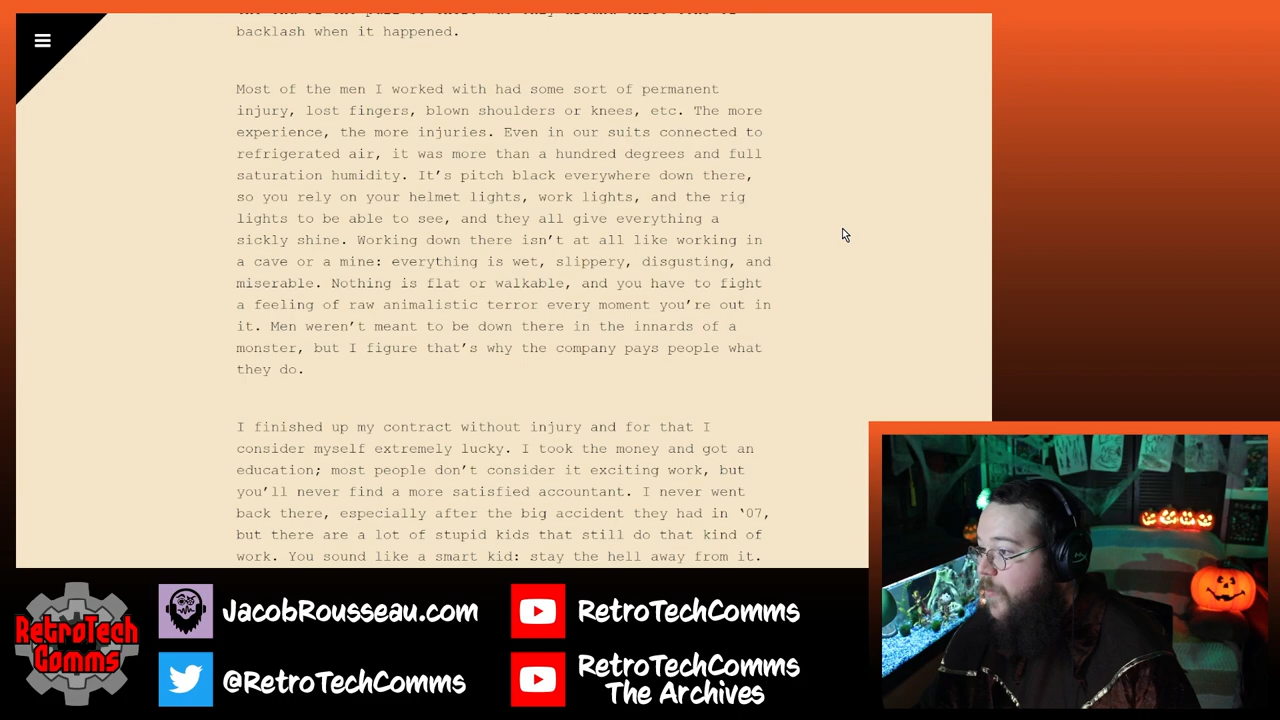 backlash when it happened.
Most of the men I worked with had some sort of permanent
injury, lost fingers, blown shoulders or knees, etc. The more
experience, the more injuries. Even in our suits connected to
refrigerated air, it was more than a hundred degrees and full
saturation humidity. It’s pitch black everywhere down there,
so you rely on your helmet lights, work lights, and the rig
lights to be able to see, and they all give everything a
sickly shine. Working down there isn’t at all like working in
a cave or a mine: everything is wet, slippery, disgusting, and
miserable. Nothing is flat or walkable, and you have to fight
a feeling of raw animalistic terror every moment you’re out in
it. Men weren’t meant to be down there in the innards of a
monster, but I figure that’s why the company pays people what
they do.
I finished up my contract without injury and for that I
consider myself extremely lucky. I took the money and got an
education; most people don’t consider it exciting work, but
you’ll never find a more satisfied accountant. I never went
back there, especially after the big accident they had in ‘07,
but there are a lot of stupid kids that still do that kind of
work. You sound like a smart kid: stay the hell away from it.
RetroTech
Comms
JacobRousseau.com
@RetroTechComms
RetroTechComms
RetroTechComms
The Archives